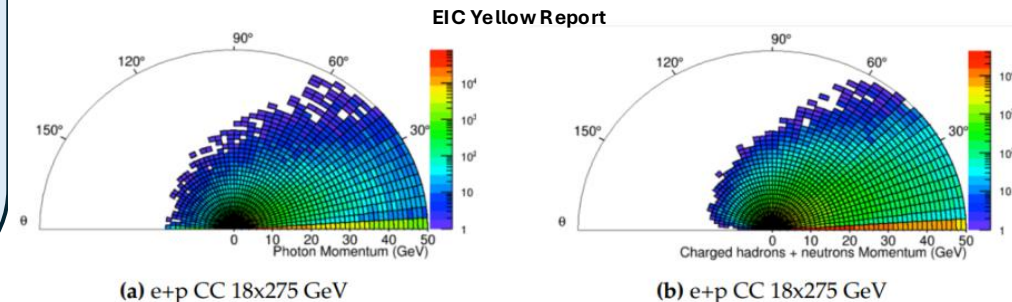 EIC Yellow Report
90°
120°
60°
150°
30°
θ
10⁴
10³
10²
10
1
0 10 20 30 40 50
Photon Momentum (GeV)
(a) e+p CC 18x275 GeV
90°
120°
60°
150°
30°
θ
10
1
0 10 20 30 40 50
Charged hadrons + neutrons Momentum (GeV)
(b) e+p CC 18x275 GeV